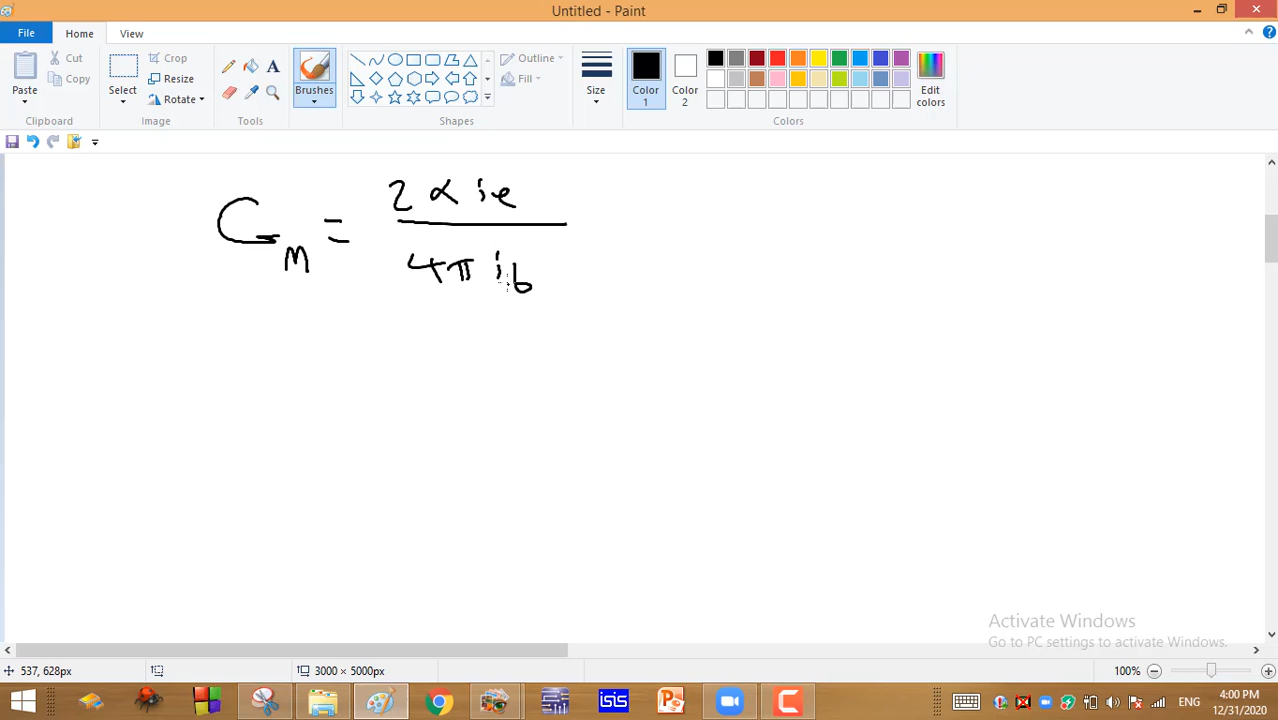 Untitled - Paint
File Home View
Paste
Cut
Copy
Clipboard
Select
Crop
Resize
Rotate
Image
A
Tools
Brushes
Outline
Fill
Shapes
Size
Color 1
Color 2
Edit colors
Colors
2 α ie
G_M =
4π ib
Activate Windows
Go to PC settings to activate Windows.
537, 628px
3000 × 5000px
100%
isis
ENG
4:00 PM
12/31/2020